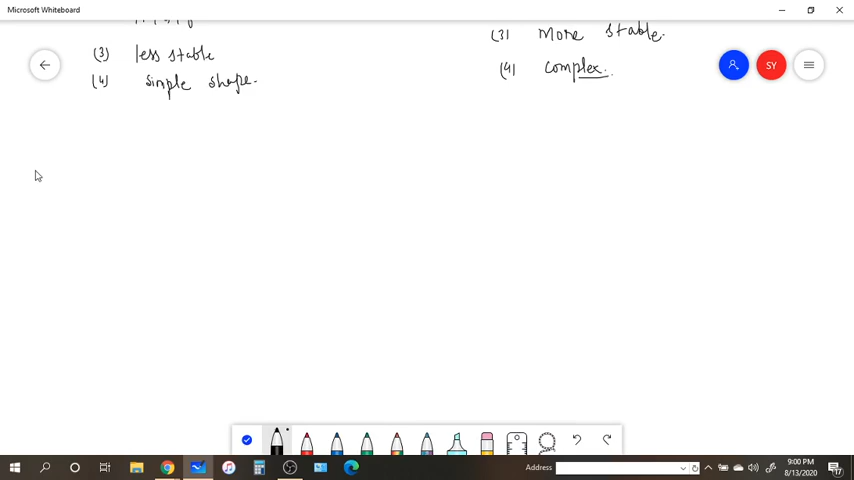 Microsoft Whiteboard
(3) less stable
(4) simple shape.
(3) More stable.
(4) complex.
SY
Address
9:00 PM
8/13/2020
17